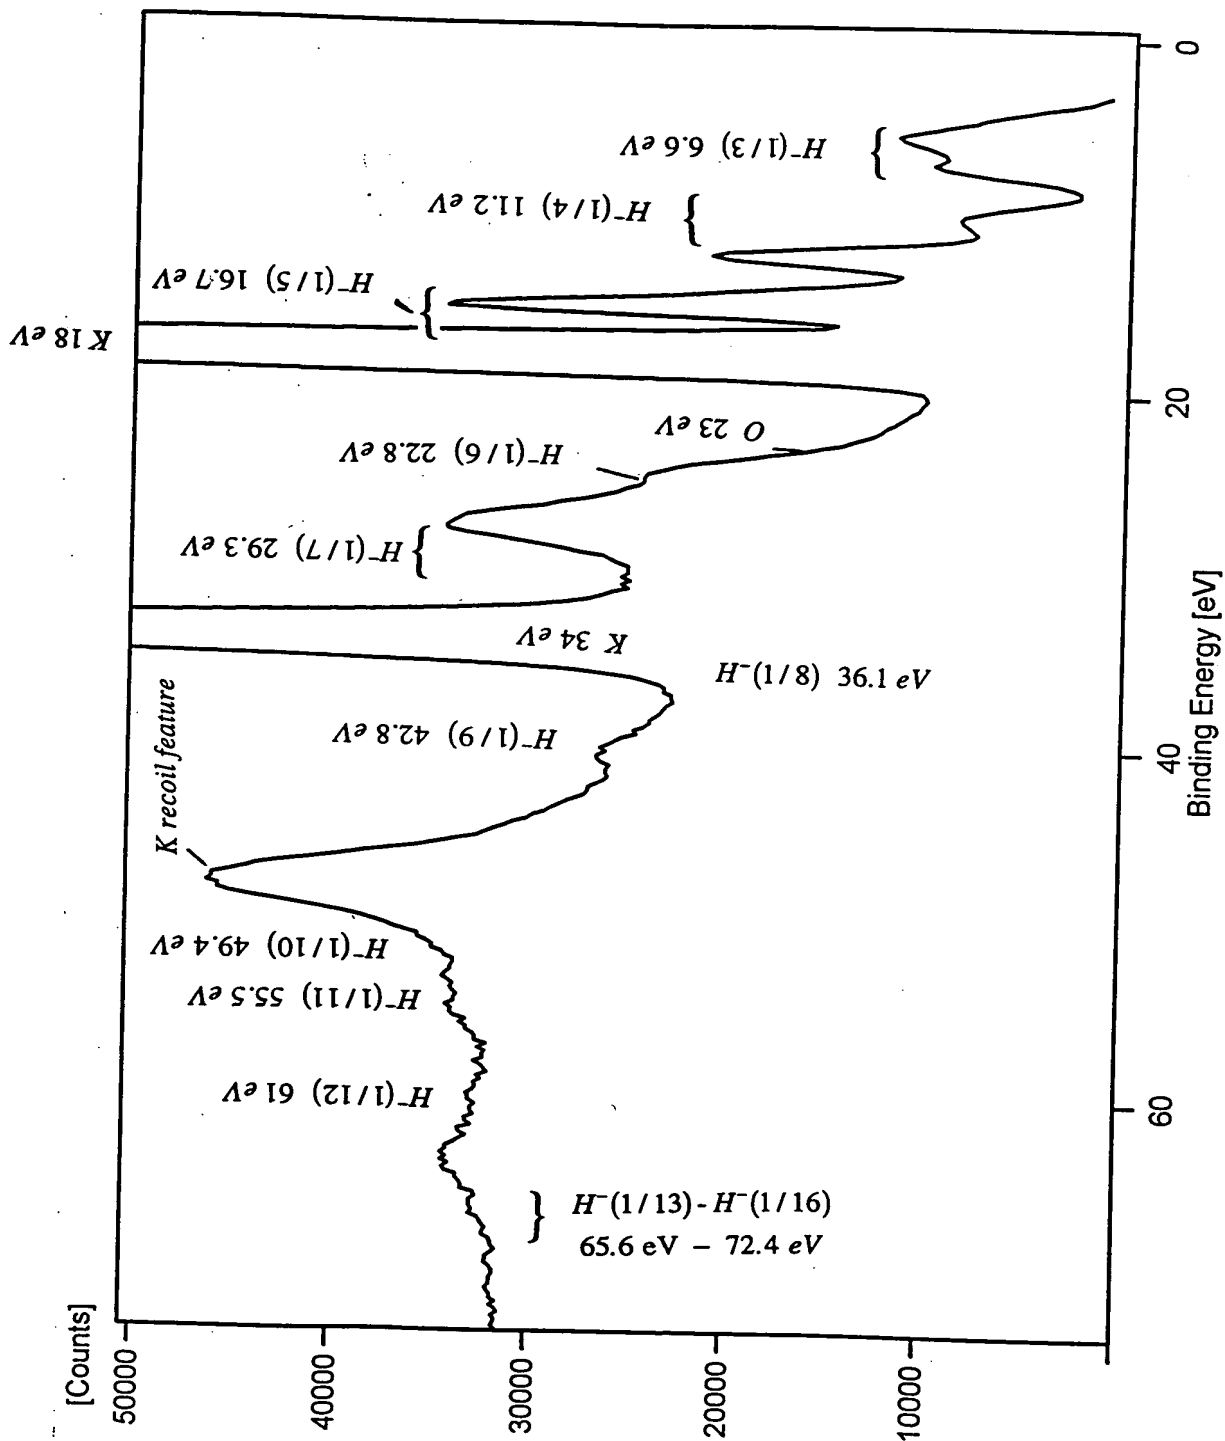 K 18 eV
H⁻(1/5) 16.7 eV
H⁻(1/4) 11.2 eV
H⁻(1/3) 6.6 eV
O 23 eV
H⁻(1/6) 22.8 eV
H⁻(1/7) 29.3 eV
K 34 eV
H⁻(1/8) 36.1 eV
H⁻(1/9) 42.8 eV
K recoil feature
H⁻(1/10) 49.4 eV
H⁻(1/11) 55.5 eV
H⁻(1/12) 61 eV
H⁻(1/13) - H⁻(1/16)
65.6 eV – 72.4 eV
[Counts]
50000
40000
30000
20000
10000
60
40
20
0
Binding Energy [eV]